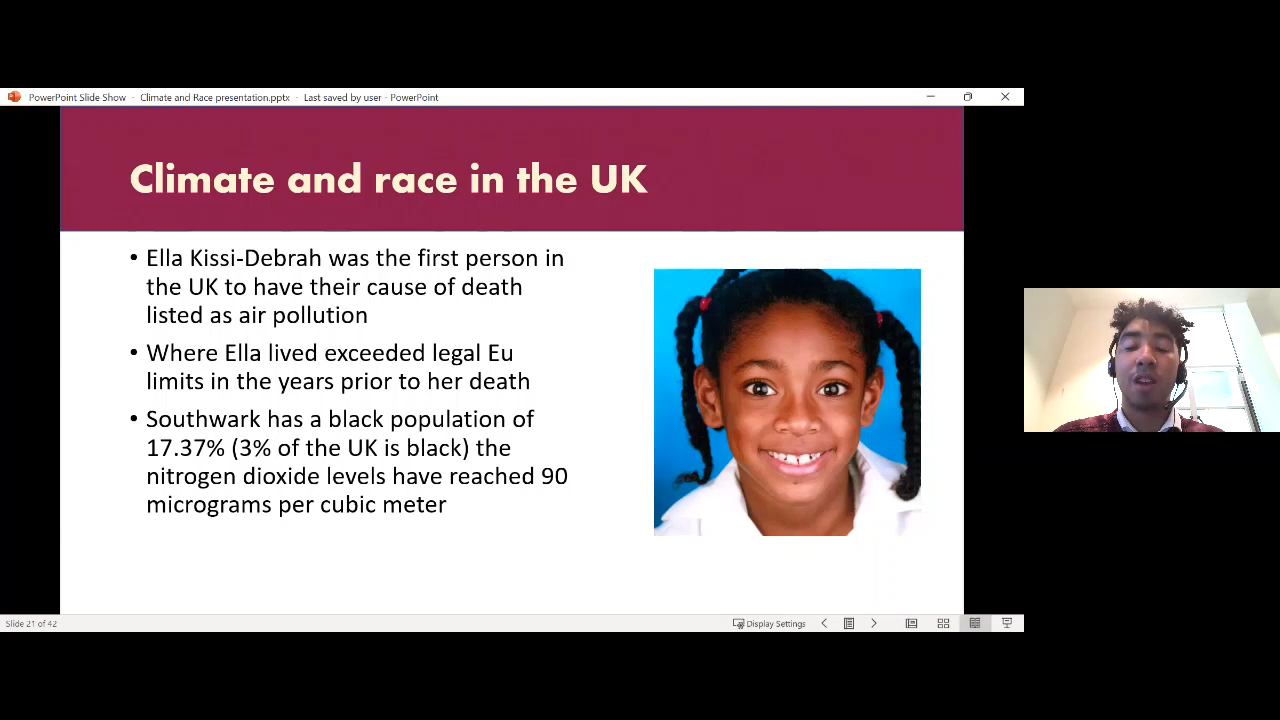 PowerPoint Slide Show - Climate and Race presentation.pptx - Last saved by user - PowerPoint
Climate and race in the UK
• Ella Kissi-Debrah was the first person in
the UK to have their cause of death
listed as air pollution
• Where Ella lived exceeded legal Eu
limits in the years prior to her death
• Southwark has a black population of
17.37% (3% of the UK is black) the
nitrogen dioxide levels have reached 90
micrograms per cubic meter
Slide 21 of 42
Display Settings